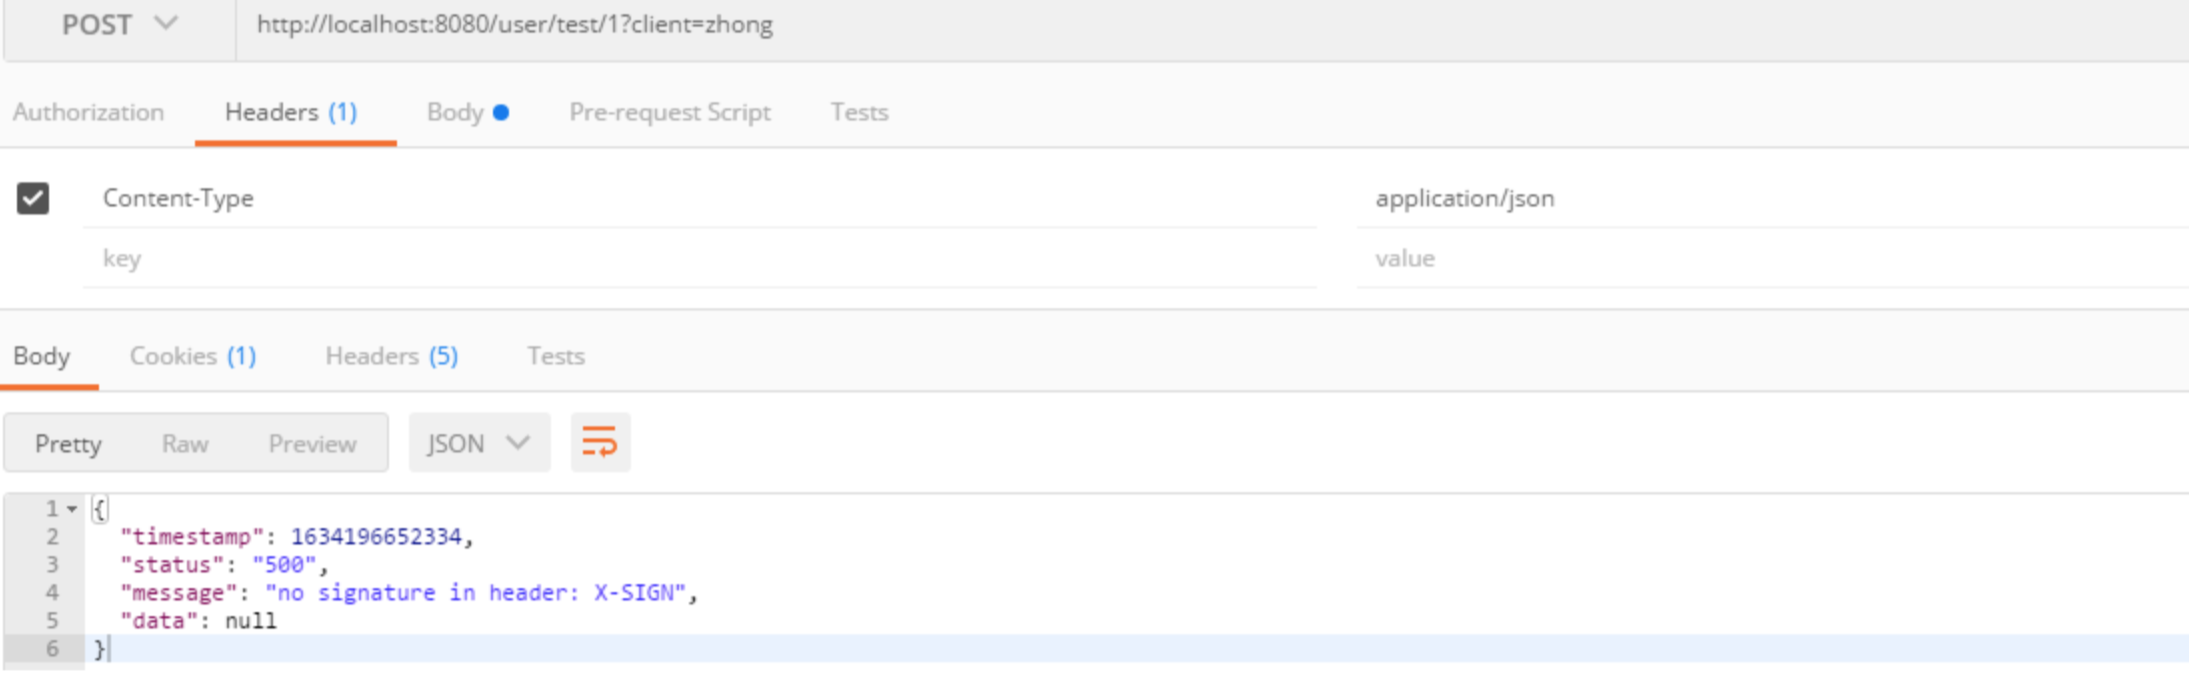 POST http://localhost:8080/user/test/1?client=zhong
Authorization Headers (1) Body Pre-request Script Tests
Content-Type application/json
key value
Body Cookies (1) Headers (5) Tests
Pretty Raw Preview JSON
1 {
2 "timestamp": 1634196652334,
3 "status": "500",
4 "message": "no signature in header: X-SIGN",
5 "data": null
6 }